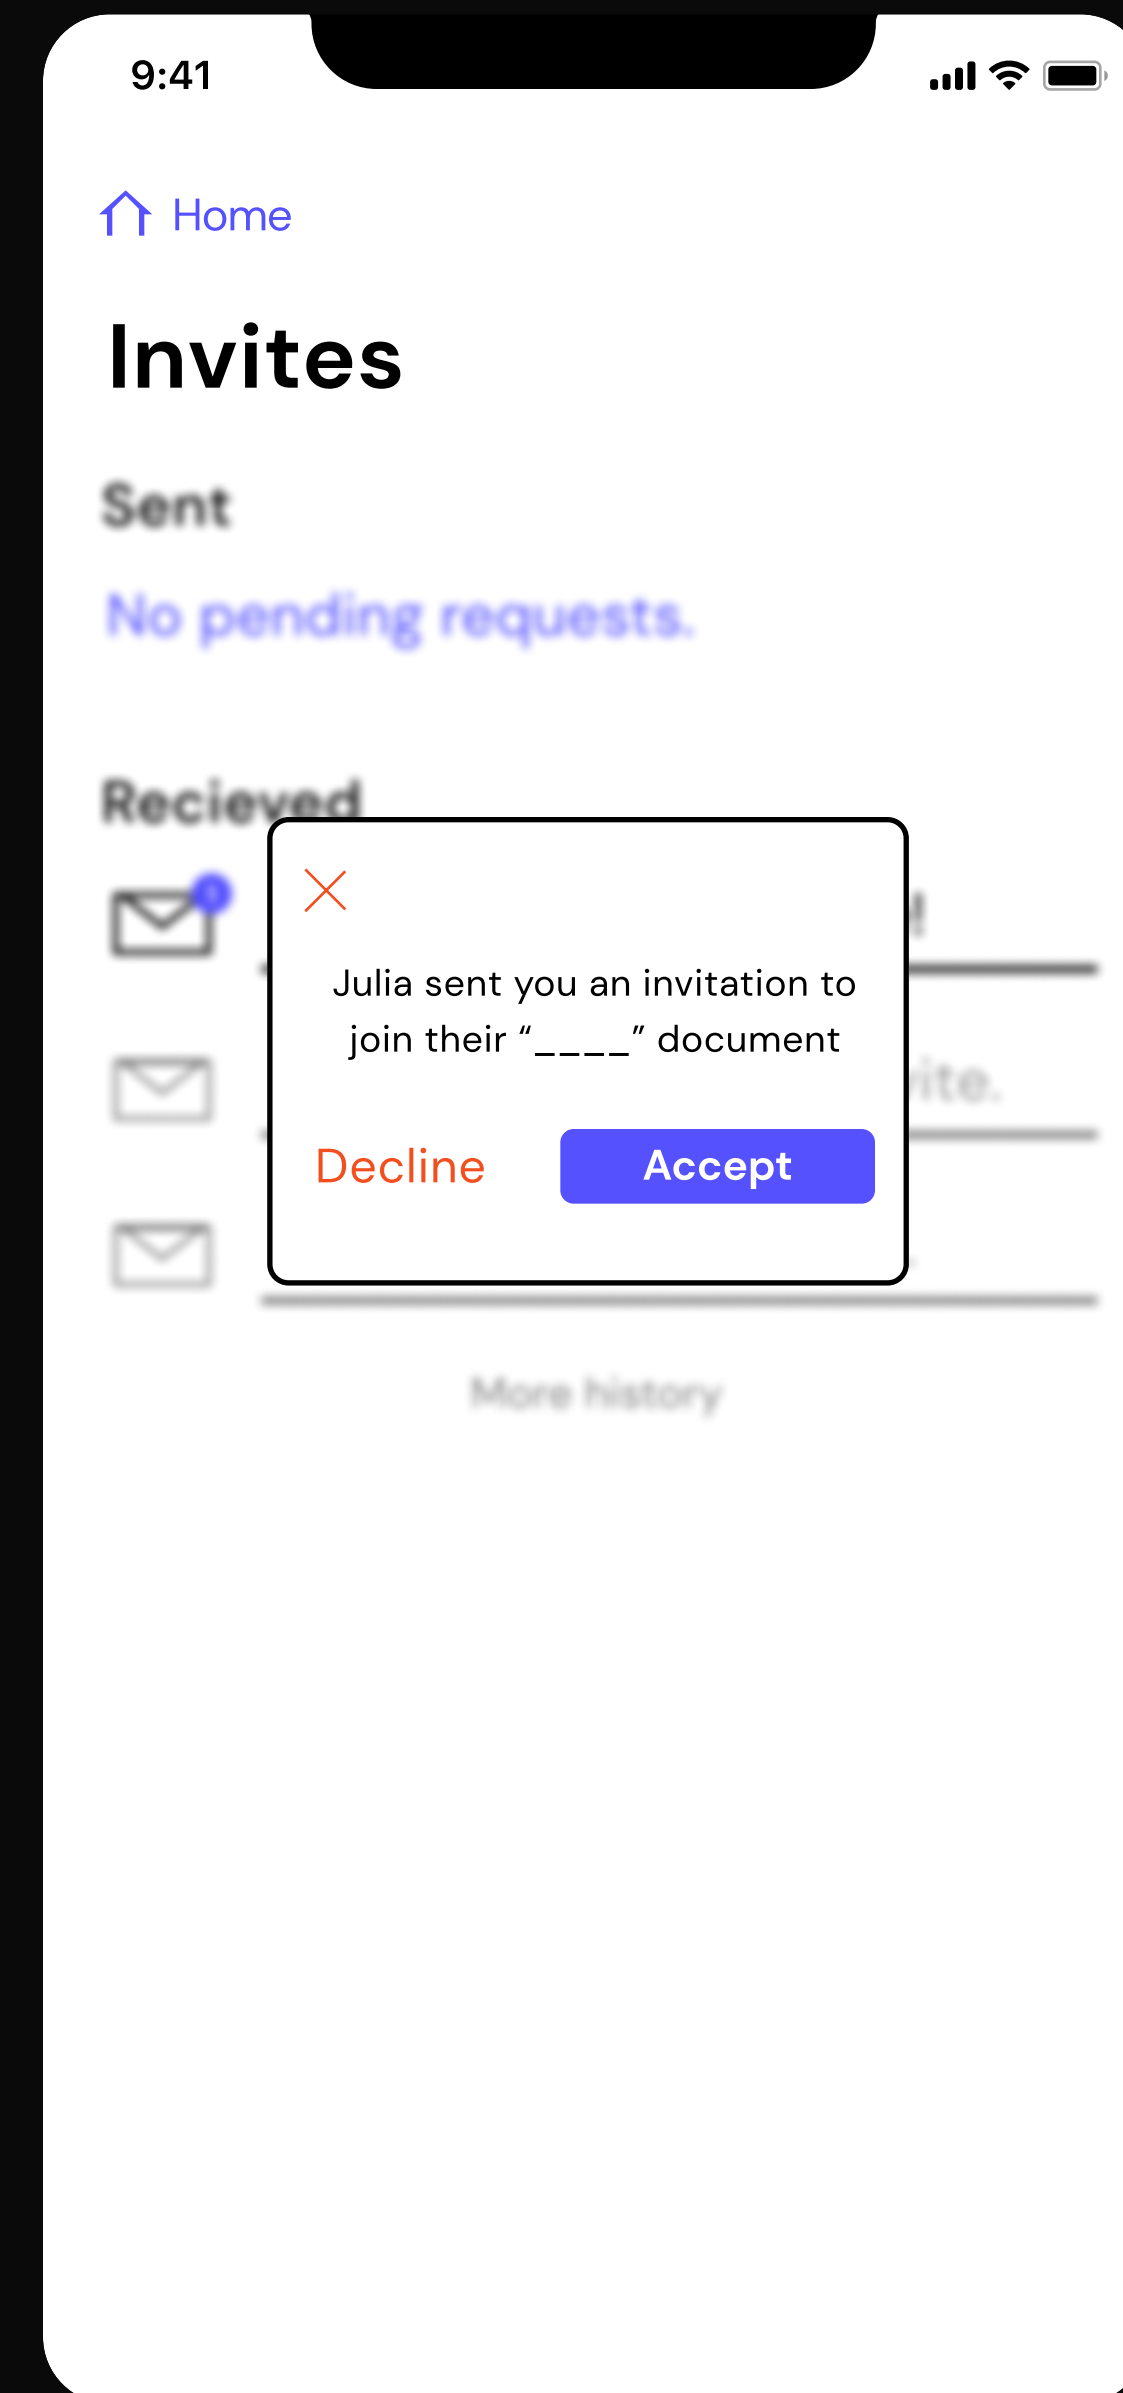 9:41
Home
Invites
Sent
No pending requests.
Recieved
!
Julia sent you an invitation to
join their “____” document
vite.
Decline
Accept
More history